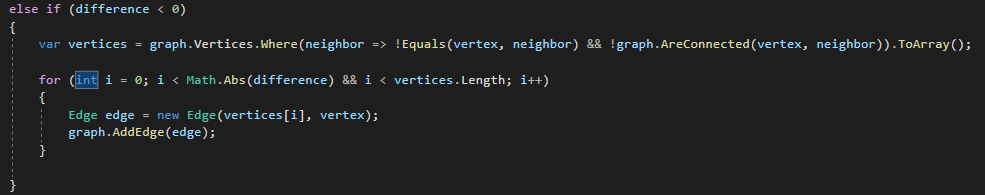 else if (difference < 0)
{
var vertices = graph.Vertices.Where(neighbor => !Equals(vertex, neighbor) && !graph.AreConnected(vertex, neighbor)).ToArray();
for (int i = 0; i < Math.Abs(difference) && i < vertices.Length; i++)
{
Edge edge = new Edge(vertices[i], vertex);
graph.AddEdge(edge);
}
}